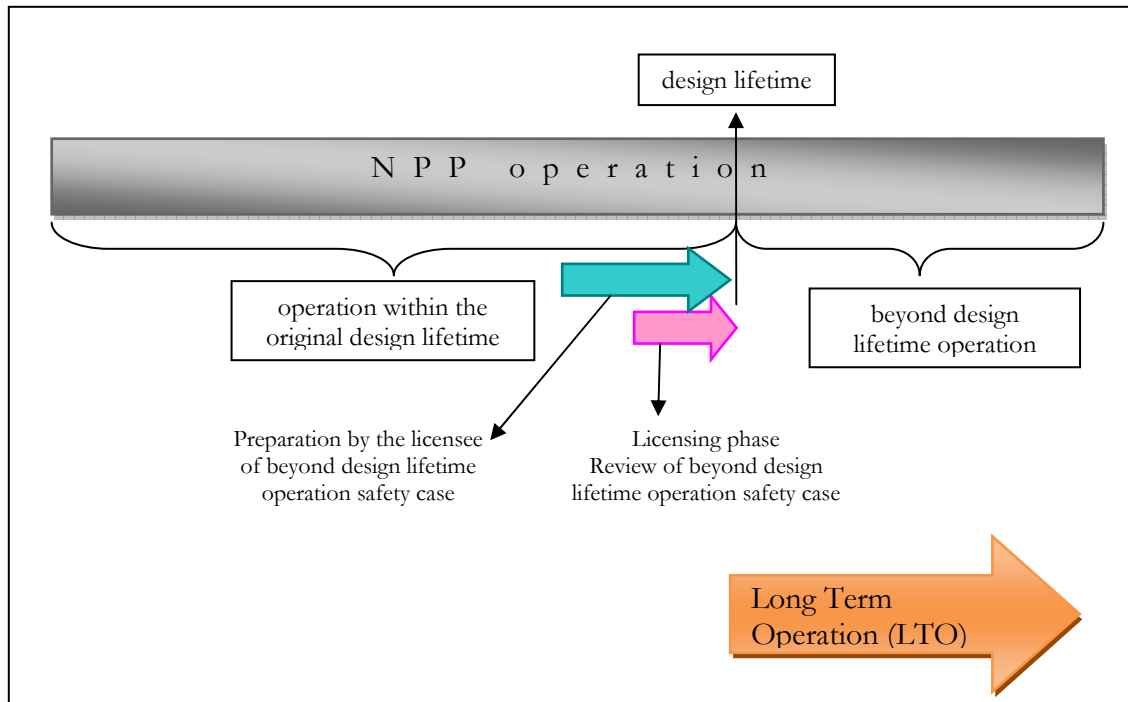 design lifetime
N P P o p e r a t i o n
operation within the
original design lifetime
beyond design
lifetime operation
Preparation by the licensee
of beyond design lifetime
operation safety case
Licensing phase
Review of beyond design
lifetime operation safety case
Long Term
Operation (LTO)